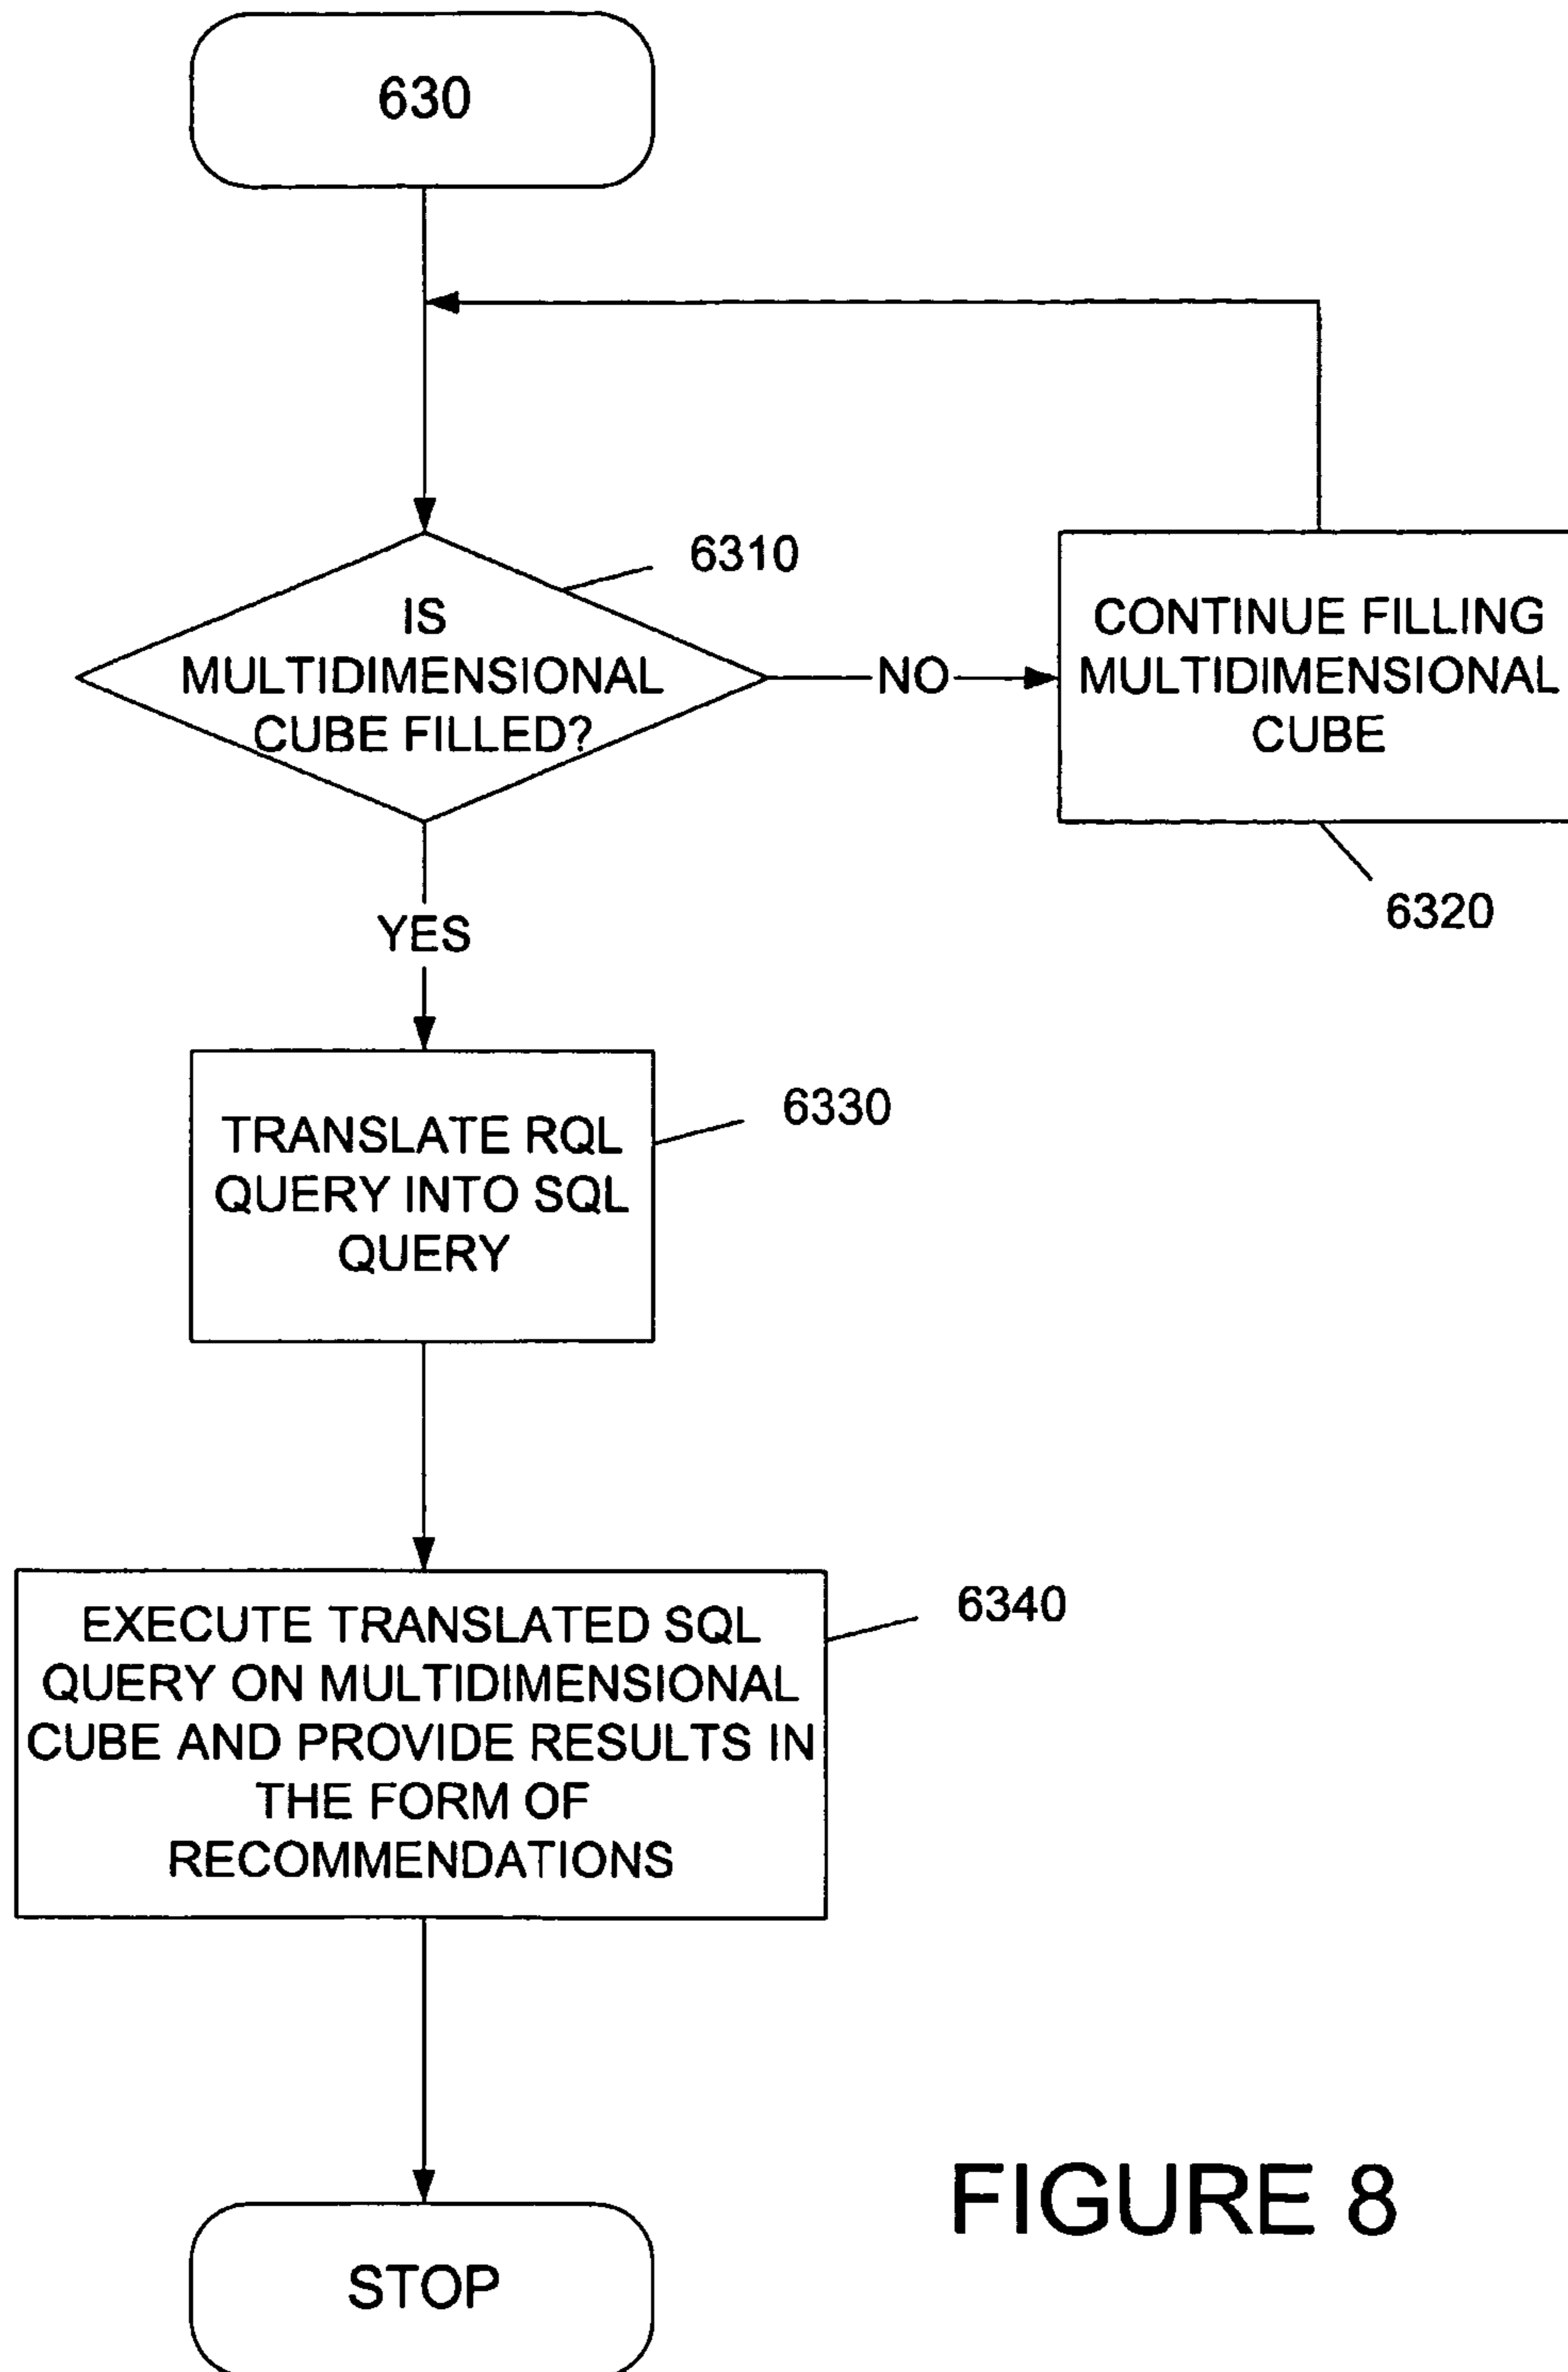 630
6310
IS
MULTIDIMENSIONAL
CUBE FILLED?
NO
CONTINUE FILLING
MULTIDIMENSIONAL
CUBE
6320
YES
6330
TRANSLATE RQL
QUERY INTO SQL
QUERY
6340
EXECUTE TRANSLATED SQL
QUERY ON MULTIDIMENSIONAL
CUBE AND PROVIDE RESULTS IN
THE FORM OF
RECOMMENDATIONS
FIGURE 8
STOP